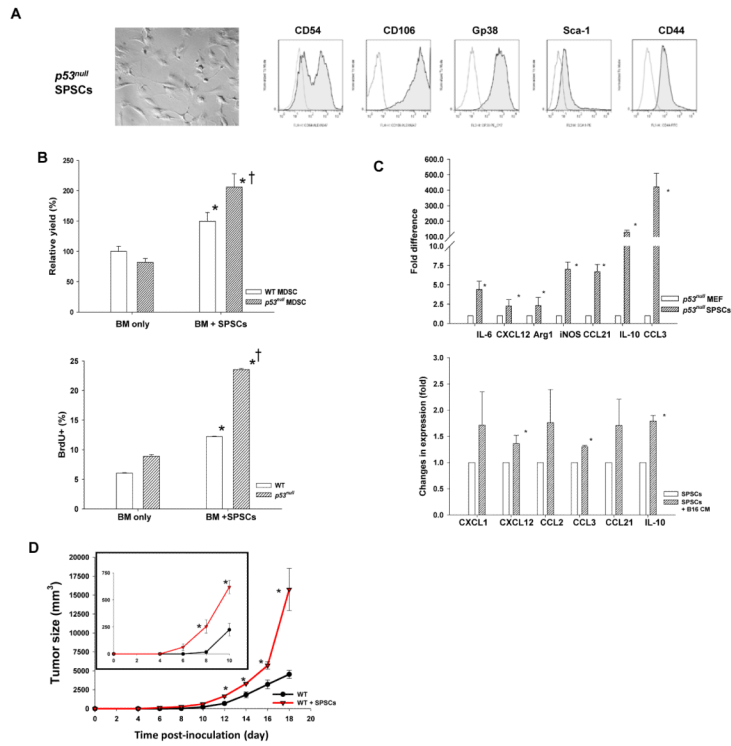 A
CD54 CD106 Gp38 Sca-1 CD44
p53null
SPSCs
B
Relative yield (%)
250
200
150
100
50
0
* * †
WT MDSC
p53null MDSC
BM only BM + SPSCs
BrdU+ (%)
25
20
15
10
5
0
* * †
WT
p53null
BM only BM +SPSCs
C
Fold difference
600.0
500.0
400.0
300.0
200.0
100.0
10.0
7.5
5.0
2.5
0.0
* * * * * * *
p53null MEF
p53null SPSCs
IL-6 CXCL12 Arg1 iNOS CCL21 IL-10 CCL3
Changes in expression (fold)
3.0
2.5
2.0
1.5
1.0
0.5
0.0
* * *
SPSCs
SPSCs
+ B16 CM
CXCL1 CXCL12 CCL2 CCL3 CCL21 IL-10
D
Tumor size (mm3)
20000
17500
15000
12500
10000
7500
5000
2500
0
750
500
250
0
0 2 4 6 8 10
* *
* * * *
WT
WT + SPSCs
0 2 4 6 8 10 12 14 16 18 20
Time post-inoculation (day)